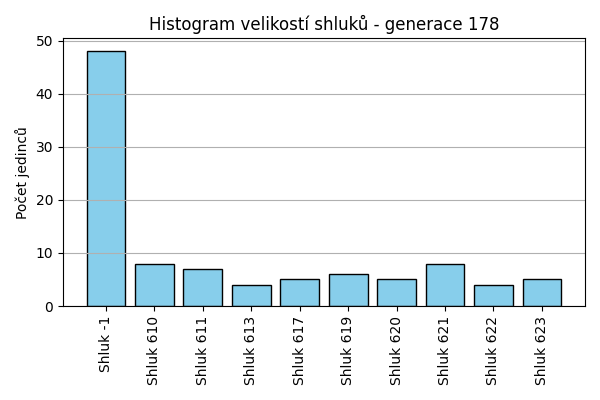 Histogram velikostí shluků - generace 178
Počet jedinců
50
40
30
20
10
0
Shluk -1
Shluk 610
Shluk 611
Shluk 613
Shluk 617
Shluk 619
Shluk 620
Shluk 621
Shluk 622
Shluk 623